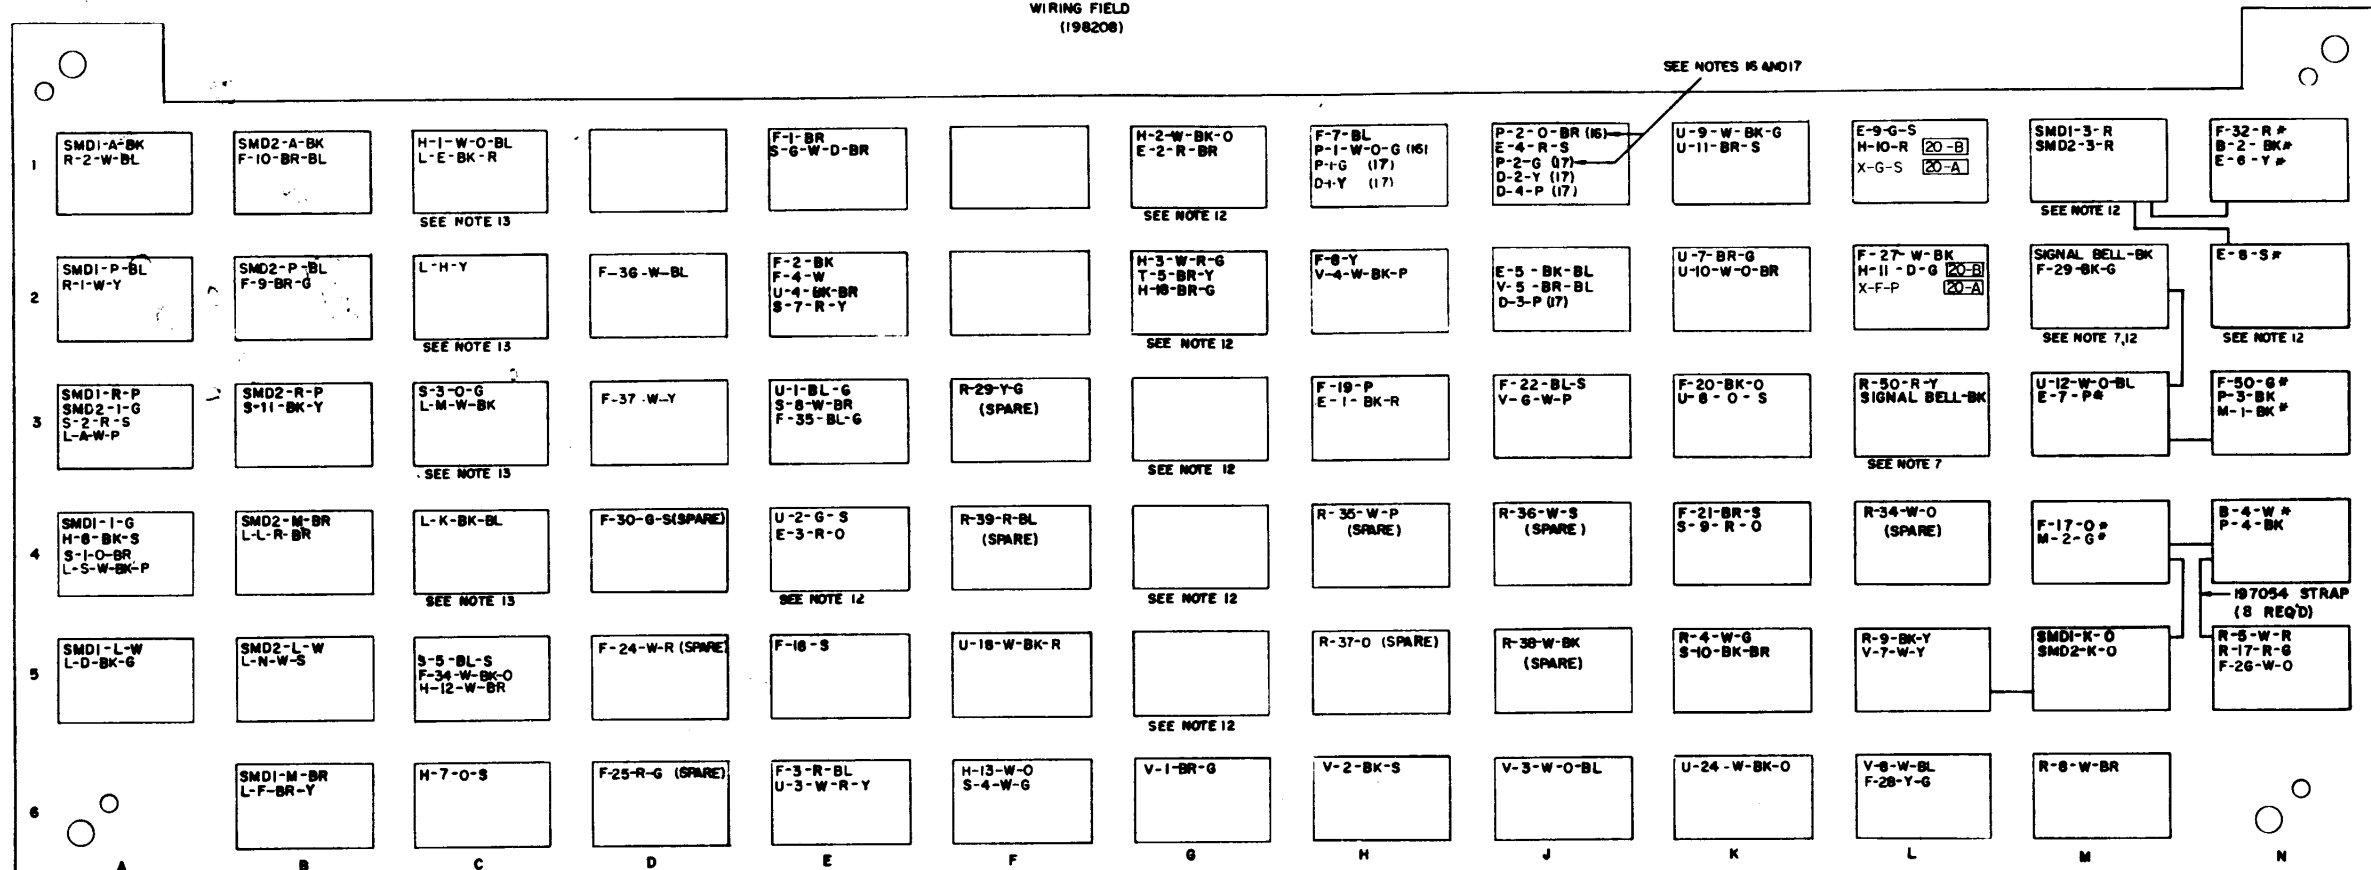 WIRING FIELD
(198208)
SEE NOTES 16 AND 17
1
SMD1-A-BK
R-2-W-BL
SMD2-A-BK
F-10-BR-BL
H-1-W-O-BL
L-E-BK-R
SEE NOTE 13
F-1-BR
S-6-W-D-BR
H-2-W-BK-O
E-2-R-BR
SEE NOTE 12
F-7-BL
P-1-W-O-G (16)
P-1-G (17)
D-1-Y (17)
P-2-O-BR (16)
E-4-R-S
P-2-G (17)
D-2-Y (17)
D-4-P (17)
U-9-W-BK-G
U-11-BR-S
E-9-G-S
H-10-R 20-B
X-G-S 20-A
SMD1-3-R
SMD2-3-R
SEE NOTE 12
F-32-R *
B-2-BK*
E-6-Y *
2
SMD1-P-BL
R-1-W-Y
SMD2-P-BL
F-9-BR-G
L-H-Y
SEE NOTE 13
F-36-W-BL
F-2-BK
F-4-W
U-4-BK-BR
S-7-R-Y
H-3-W-R-G
T-5-BR-Y
H-18-BR-G
SEE NOTE 12
F-8-Y
V-4-W-BK-P
E-5-BK-BL
V-5-BR-BL
D-3-P (17)
U-7-BR-G
U-10-W-O-BR
F-27-W-BK
H-11-D-G 20-B
X-F-P 20-A
SIGNAL BELL-BK
F-29-BK-G
SEE NOTE 7,12
E-8-S*
SEE NOTE 12
3
SMD1-R-P
SMD2-1-G
S-2-R-S
L-A-W-P
SMD2-R-P
S-11-BK-Y
S-3-O-G
L-M-W-BK
SEE NOTE 13
F-37-W-Y
U-1-BL-G
S-8-W-BR
F-35-BL-G
R-29-Y-G
(SPARE)
SEE NOTE 12
F-19-P
E-1-BK-R
F-22-BL-S
V-6-W-P
F-20-BK-O
U-6-O-S
R-50-R-Y
SIGNAL BELL-BK
SEE NOTE 7
U-12-W-O-BL
E-7-P*
F-50-G*
P-3-BK
M-1-BK*
4
SMD1-1-G
H-6-BK-S
S-1-O-BR
L-S-W-BK-P
SMD2-M-BR
L-L-R-BR
L-K-BK-BL
SEE NOTE 13
F-30-G-S(SPARE)
U-2-G-S
E-3-R-O
SEE NOTE 12
R-39-R-BL
(SPARE)
SEE NOTE 12
R-35-W-P
(SPARE)
R-36-W-S
(SPARE)
F-21-BR-S
S-9-R-O
R-34-W-O
(SPARE)
F-17-O*
M-2-G*
B-4-W *
P-4-BK
197054 STRAP
(8 REQ'D)
5
SMD1-L-W
L-D-BK-G
SMD2-L-W
L-N-W-S
S-5-BL-S
F-34-W-BK-O
H-12-W-BR
F-24-W-R (SPARE)
F-18-S
U-18-W-BK-R
SEE NOTE 12
R-37-O (SPARE)
R-38-W-BK
(SPARE)
R-4-W-G
S-10-BK-BR
R-9-BK-Y
V-7-W-Y
SMD1-K-O
SMD2-K-O
R-5-W-R
R-17-R-G
F-26-W-O
6
SMD1-M-BR
L-F-BR-Y
H-7-O-S
F-25-R-G (SPARE)
F-3-R-BL
U-3-W-R-Y
H-13-W-O
S-4-W-G
V-1-BR-G
V-2-BK-S
V-3-W-O-BL
U-24-W-BK-O
V-8-W-BL
F-28-Y-G
R-8-W-BR
A B C D E F G H J K L M N